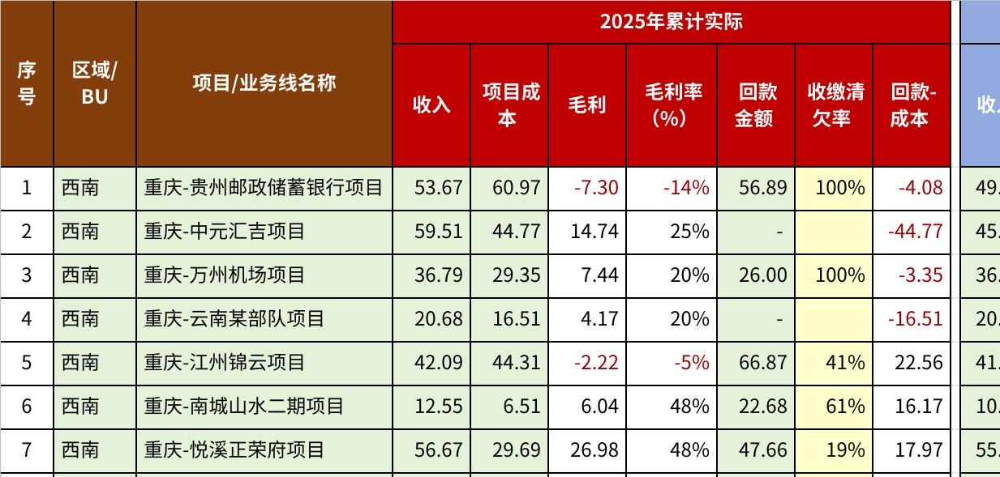 序号 区域/BU 项目/业务线名称 2025年累计实际
收入 项目成本 毛利 毛利率（%） 回款金额 收缴清欠率 回款-成本 收
1 西南 重庆-贵州邮政储蓄银行项目 53.67 60.97 -7.30 -14% 56.89 100% -4.08 49.
2 西南 重庆-中元汇吉项目 59.51 44.77 14.74 25% - -44.77 45.
3 西南 重庆-万州机场项目 36.79 29.35 7.44 20% 26.00 100% -3.35 36.
4 西南 重庆-云南某部队项目 20.68 16.51 4.17 20% - -16.51 20.
5 西南 重庆-江州锦云项目 42.09 44.31 -2.22 -5% 66.87 41% 22.56 41.
6 西南 重庆-南城山水二期项目 12.55 6.51 6.04 48% 22.68 61% 16.17 10.
7 西南 重庆-悦溪正荣府项目 56.67 29.69 26.98 48% 47.66 19% 17.97 55.